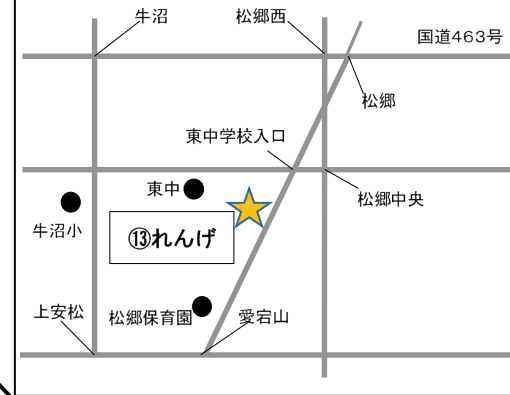 牛沼
松郷西
国道463号
松郷
東中学校入口
東中
松郷中央
牛沼小
⑬れんげ
上安松
松郷保育園
愛宕山